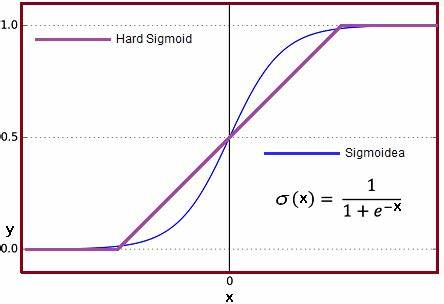 1.0
Hard Sigmoid
0.5
Sigmoidea
σ(x) = 1 / (1 + e^-x)
y
0.0
0
x